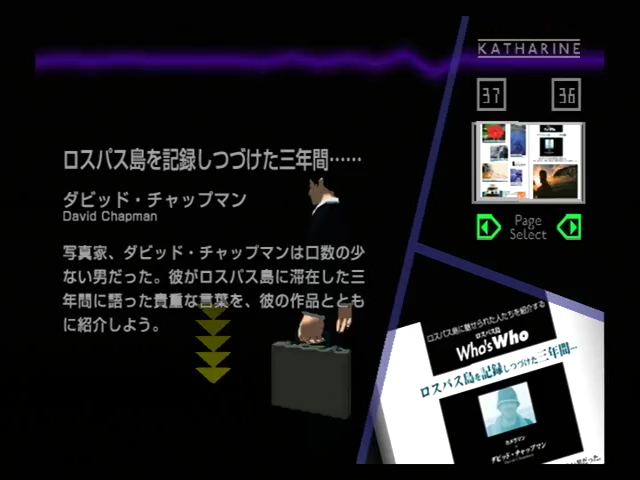 KATHARINE
37 36
ロスパス島を記録しつづけた三年間……
ダビッド・チャップマン
David Chapman
Page
Select
写真家、ダビッド・チャップマンは口数の少
ない男だった。彼がロスパス島に滞在した三
年間に語った貴重な言葉を、彼の作品ととも
に紹介しよう。
ロスパス島に魅せられた人たちを紹介する
ロスパス島
Who'sWho
ロスパス島を記録しつづけた三年間…
カメラマン
ダビッド・チャップマン